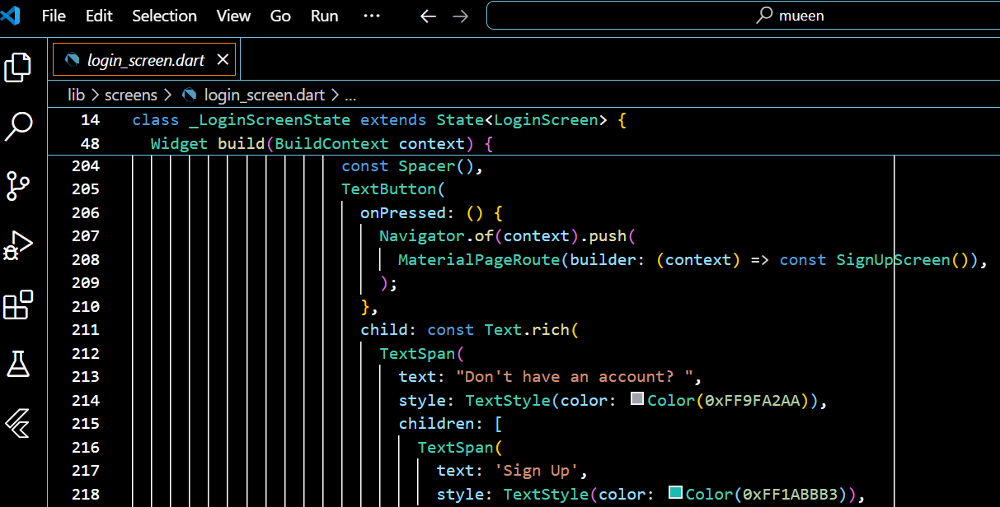 File Edit Selection View Go Run ... mueen
login_screen.dart
lib > screens > login_screen.dart > ...
14 class _LoginScreenState extends State<LoginScreen> {
48 Widget build(BuildContext context) {
204 const Spacer(),
205 TextButton(
206 onPressed: () {
207 Navigator.of(context).push(
208 MaterialPageRoute(builder: (context) => const SignUpScreen()),
209 );
210 },
211 child: const Text.rich(
212 TextSpan(
213 text: "Don't have an account? ",
214 style: TextStyle(color: Color(0xFF9FA2AA)),
215 children: [
216 TextSpan(
217 text: 'Sign Up',
218 style: TextStyle(color: Color(0xFF1ABBB3)),